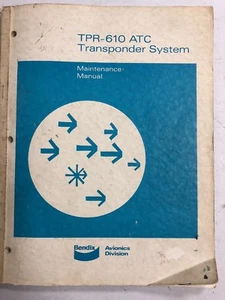 TPR-610 ATC
Transponder System
Maintenance
Manual
Bendix
Avionics
Division